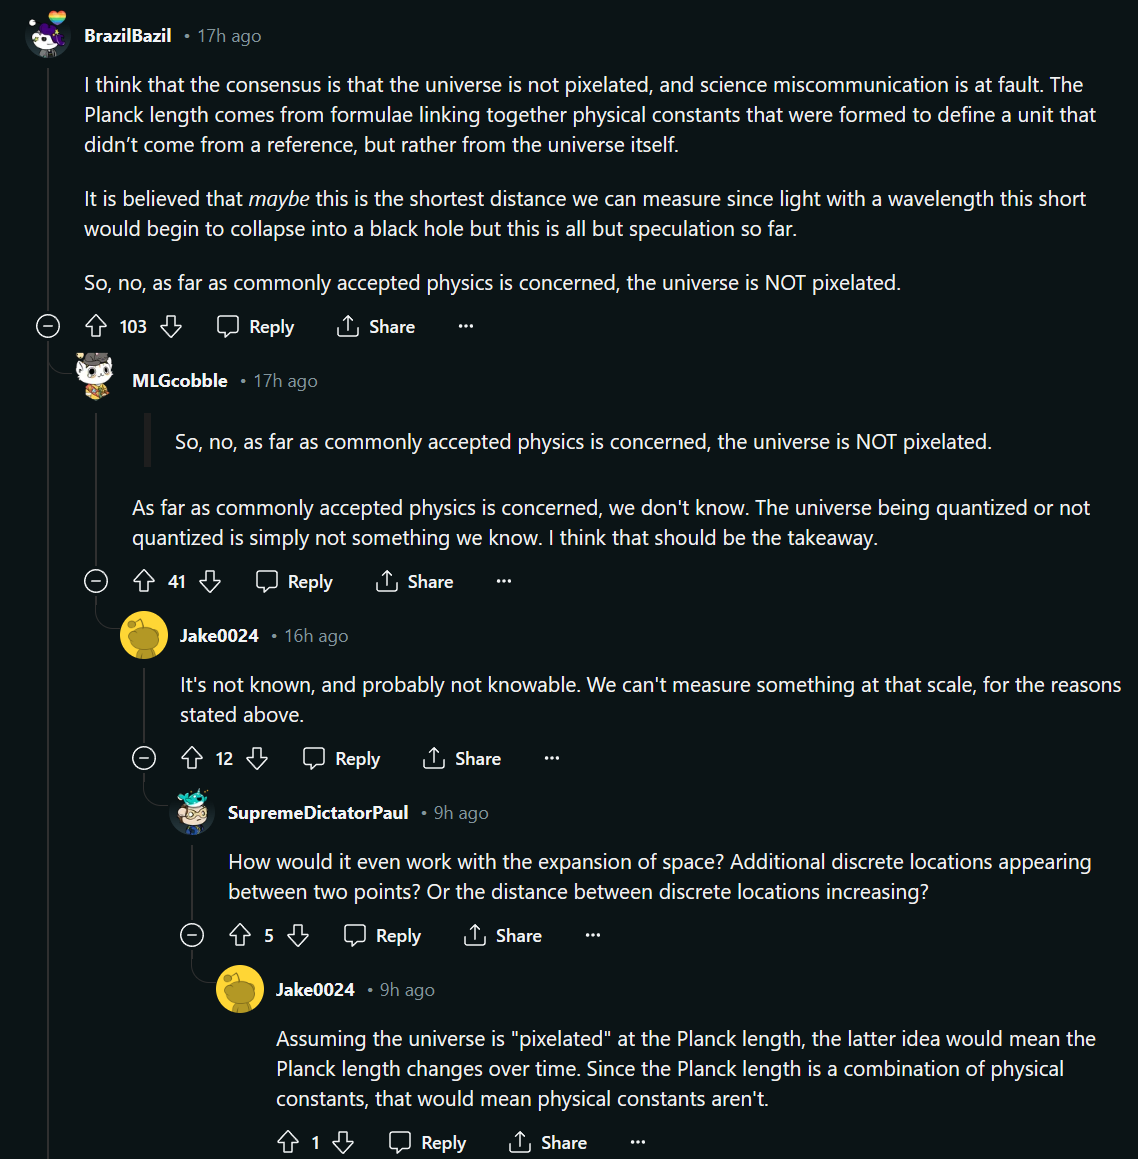 BrazilBazil • 17h ago
I think that the consensus is that the universe is not pixelated, and science miscommunication is at fault. The
Planck length comes from formulae linking together physical constants that were formed to define a unit that
didn’t come from a reference, but rather from the universe itself.
It is believed that maybe this is the shortest distance we can measure since light with a wavelength this short
would begin to collapse into a black hole but this is all but speculation so far.
So, no, as far as commonly accepted physics is concerned, the universe is NOT pixelated.
103 Reply Share ...
MLGcobble • 17h ago
So, no, as far as commonly accepted physics is concerned, the universe is NOT pixelated.
As far as commonly accepted physics is concerned, we don't know. The universe being quantized or not
quantized is simply not something we know. I think that should be the takeaway.
41 Reply Share ...
Jake0024 • 16h ago
It's not known, and probably not knowable. We can't measure something at that scale, for the reasons
stated above.
12 Reply Share ...
SupremeDictatorPaul • 9h ago
How would it even work with the expansion of space? Additional discrete locations appearing
between two points? Or the distance between discrete locations increasing?
5 Reply Share ...
Jake0024 • 9h ago
Assuming the universe is "pixelated" at the Planck length, the latter idea would mean the
Planck length changes over time. Since the Planck length is a combination of physical
constants, that would mean physical constants aren't.
1 Reply Share ...